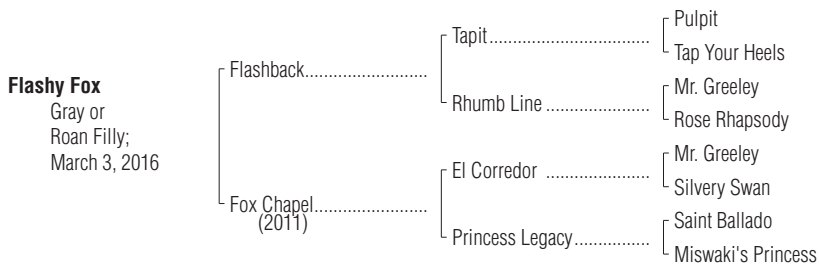 Flashy Fox
Gray or
Roan Filly;
March 3, 2016
Flashback............................
Fox Chapel..........................
(2011)
Tapit.....................................
Rhumb Line ........................
El Corredor ........................
Princess Legacy.................
Pulpit
Tap Your Heels
Mr. Greeley
Rose Rhapsody
Mr. Greeley
Silvery Swan
Saint Ballado
Miswaki's Princess